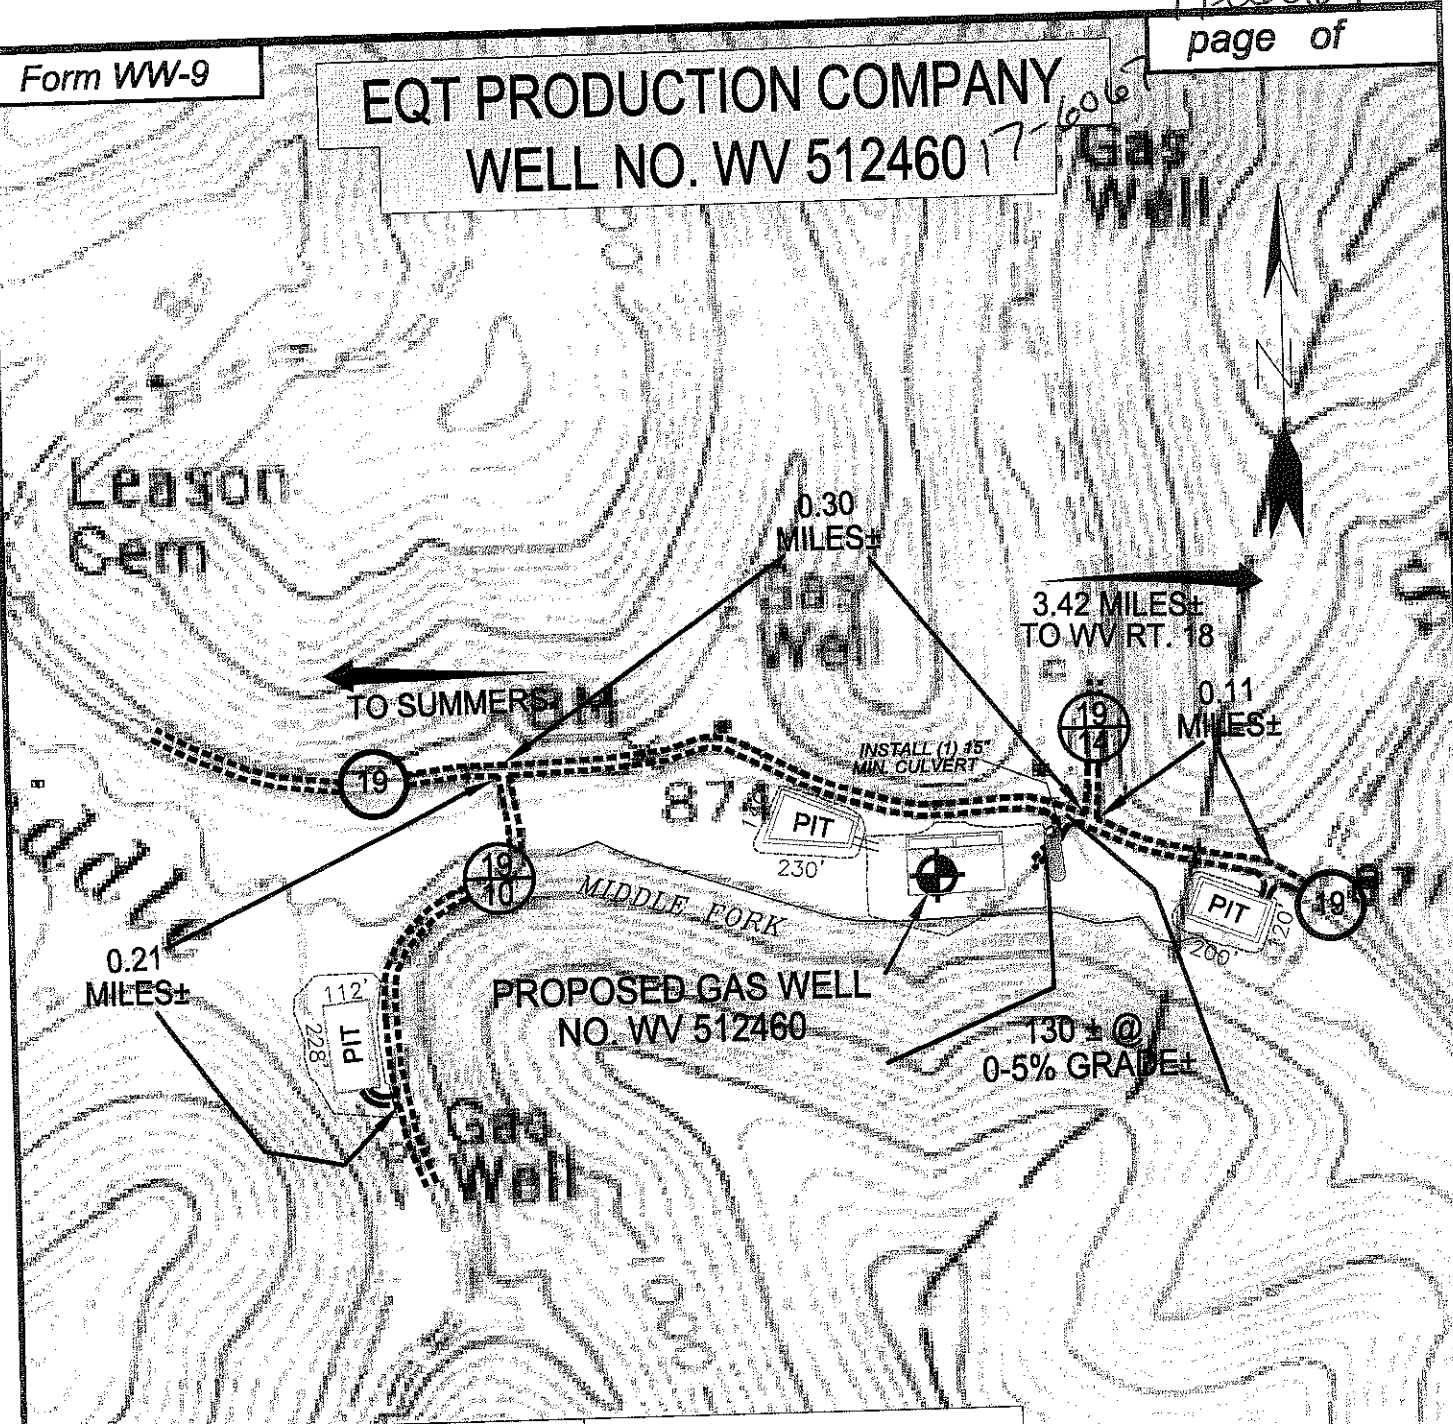 Form WW-9
page of
EQT PRODUCTION COMPANY
WELL NO. WV 512460
17-6067
Gas
Well
Leason
Cem
0.30
MILES±
Gas
Well
3.42 MILES±
TO WV RT. 18
TO SUMMERS
0.11
MILES±
19
14
INSTALL (1) 15"
MIN. CULVERT
19
874
PIT
230'
19
10
MIDDLE FORK
PIT
200'
120'
19
0.21
MILES±
112'
228'
PIT
PROPOSED GAS WELL
NO. WV 512460
130 ± @
0-5% GRADE±
Gas
Well